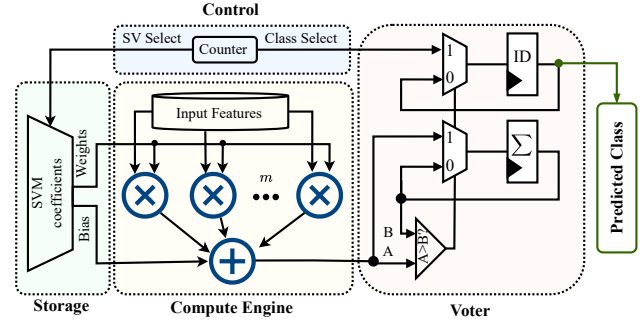 Control
SV Select
Counter
Class Select
1
0
ID
Input Features
SVM
coefficients
Weights
Bias
m
1
0
Σ
B
A
A>B?
Predicted Class
Storage
Compute Engine
Voter